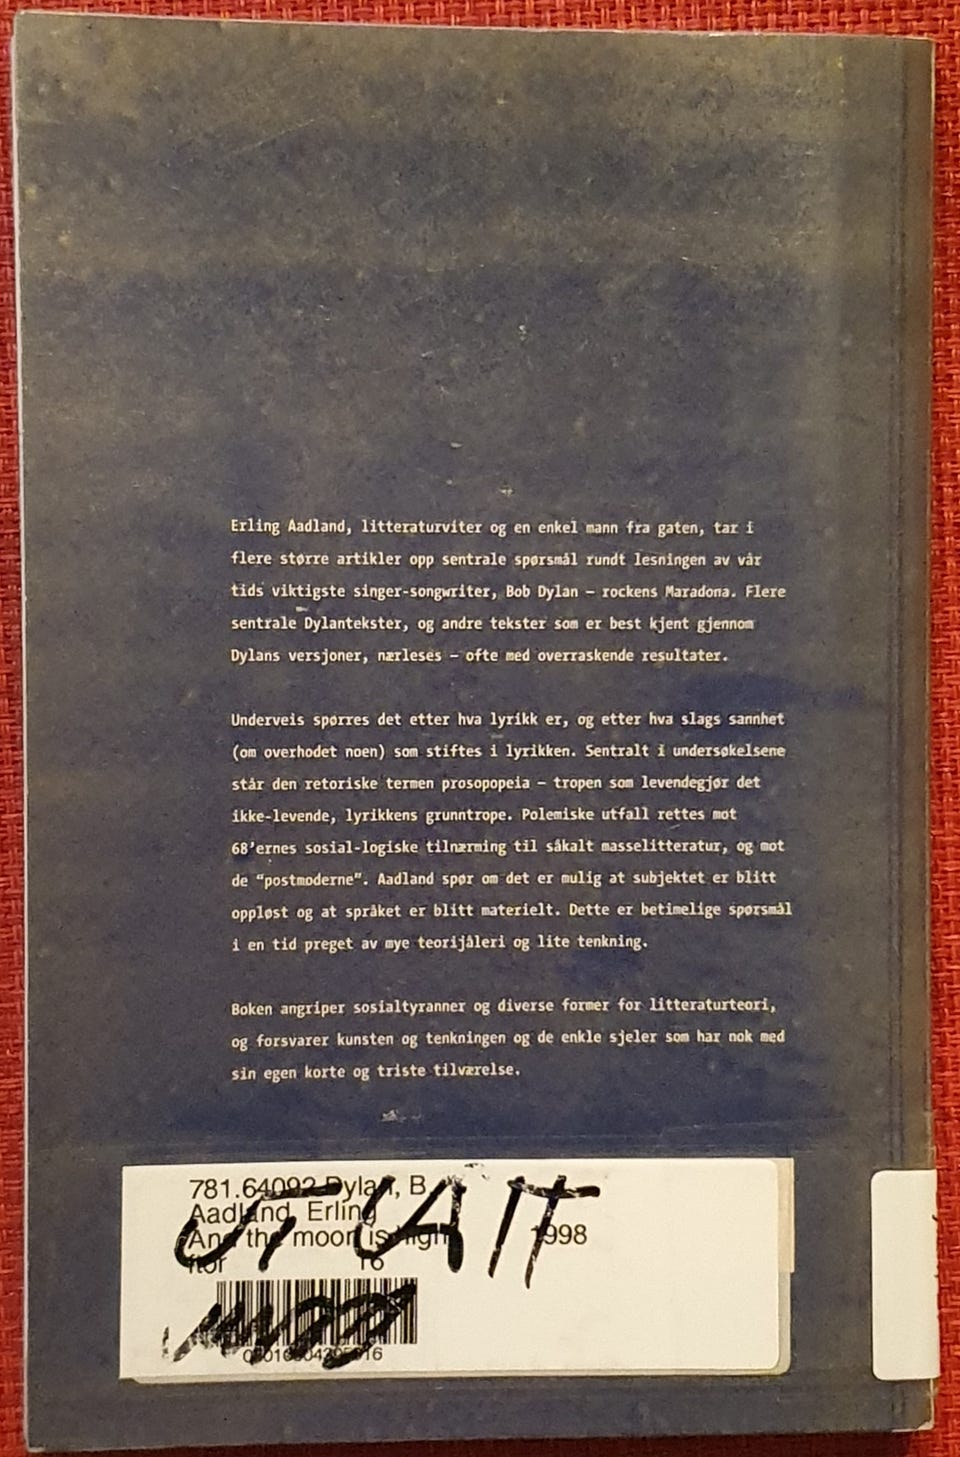 Erling Aadland, litteraturviter og en enkel mann fra gaten, tar i
flere større artikler opp sentrale spørsmål rundt lesningen av vår
tids viktigste singer-songwriter, Bob Dylan – rockens Maradona. Flere
sentrale Dylantekster, og andre tekster som er best kjent gjennom
Dylans versjoner, nærleses – ofte med overraskende resultater.
Underveis spørres det etter hva lyrikk er, og etter hva slags sannhet
(om overhodet noen) som stiftes i lyrikken. Sentralt i undersøkelsene
står den retoriske termen prosopopeia – tropen som levendegjør det
ikke-levende, lyrikkens grunntrope. Polemiske utfall rettes mot
68'ernes sosial-logiske tilnærming til såkalt masselitteratur, og mot
de "postmoderne". Aadland spør om det er mulig at subjektet er blitt
oppløst og at språket er blitt materielt. Dette er betimelige spørsmål
i en tid preget av mye teorijåleri og lite tenkning.
Boken angriper sosialtyranner og diverse former for litteraturteori,
og forsvarer kunsten og tenkningen og de enkle sjeler som har nok med
sin egen korte og triste tilværelse.
781.64092 Dylan, B
Aadland, Erling
And the moon is high 1998
ftor 16
UTGÅTT